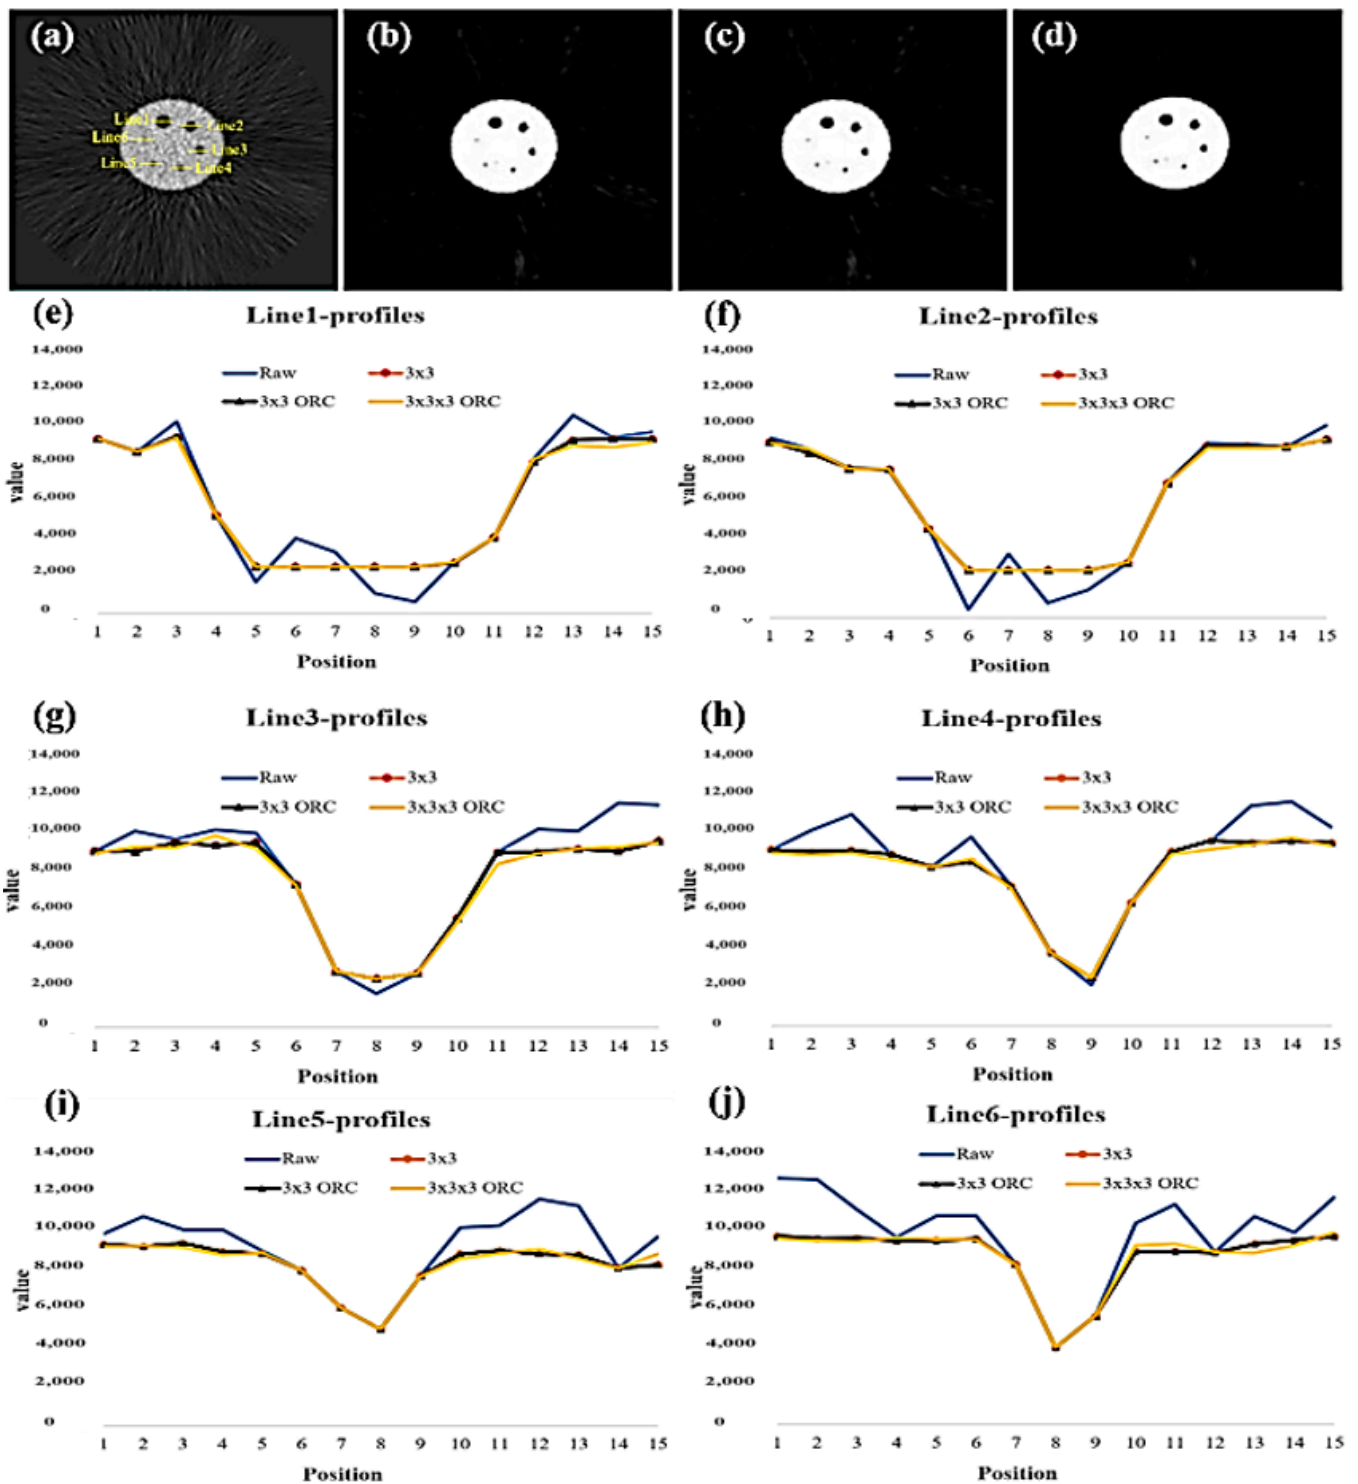 (a)
(b)
(c)
(d)
Line1
Line2
Line6
Line3
Line5
Line4
(e)
Line1-profiles
14,000
12,000
10,000
8,000
6,000
4,000
2,000
0
value
Raw
3x3
3x3 ORC
3x3x3 ORC
1 2 3 4 5 6 7 8 9 10 11 12 13 14 15
Position
(f)
Line2-profiles
14,000
12,000
10,000
8,000
6,000
4,000
2,000
0
value
Raw
3x3
3x3 ORC
3x3x3 ORC
1 2 3 4 5 6 7 8 9 10 11 12 13 14 15
Position
(g)
Line3-profiles
14,000
12,000
10,000
8,000
6,000
4,000
2,000
0
value
Raw
3x3
3x3 ORC
3x3x3 ORC
1 2 3 4 5 6 7 8 9 10 11 12 13 14 15
Position
(h)
Line4-profiles
14,000
12,000
10,000
8,000
6,000
4,000
2,000
0
value
Raw
3x3
3x3 ORC
3x3x3 ORC
1 2 3 4 5 6 7 8 9 10 11 12 13 14 15
Position
(i)
Line5-profiles
14,000
12,000
10,000
8,000
6,000
4,000
2,000
0
value
Raw
3x3
3x3 ORC
3x3x3 ORC
1 2 3 4 5 6 7 8 9 10 11 12 13 14 15
Position
(j)
Line6-profiles
14,000
12,000
10,000
8,000
6,000
4,000
2,000
0
value
Raw
3x3
3x3 ORC
3x3x3 ORC
1 2 3 4 5 6 7 8 9 10 11 12 13 14 15
Position